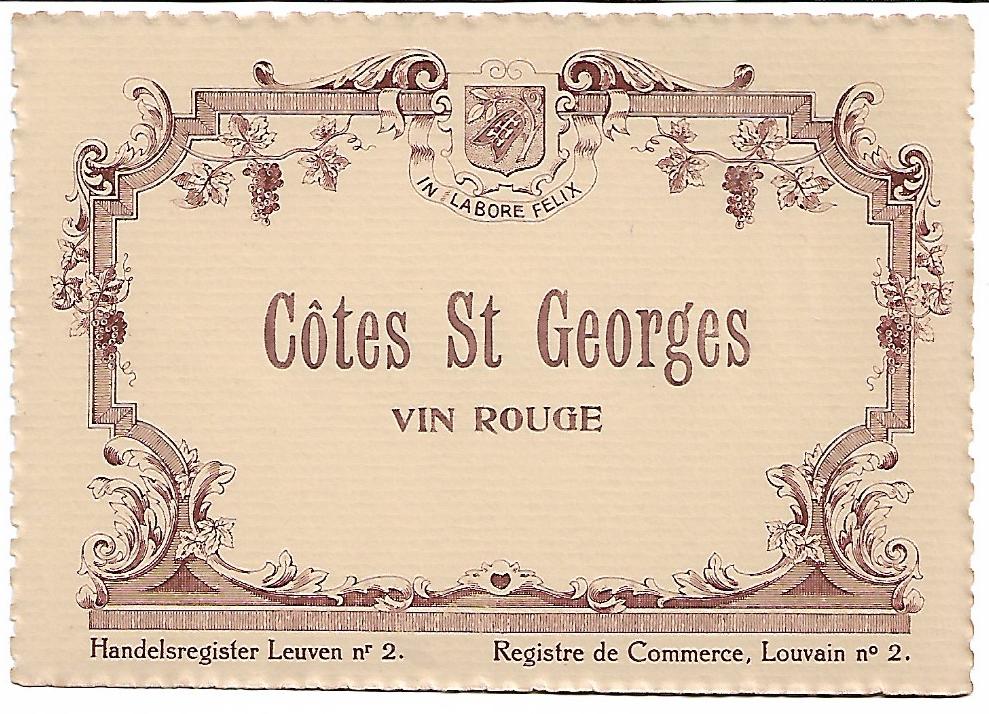 IN LABORE FELIX
Côtes St Georges
VIN ROUGE
Handelsregister Leuven nʳ 2.
Registre de Commerce, Louvain nº 2.